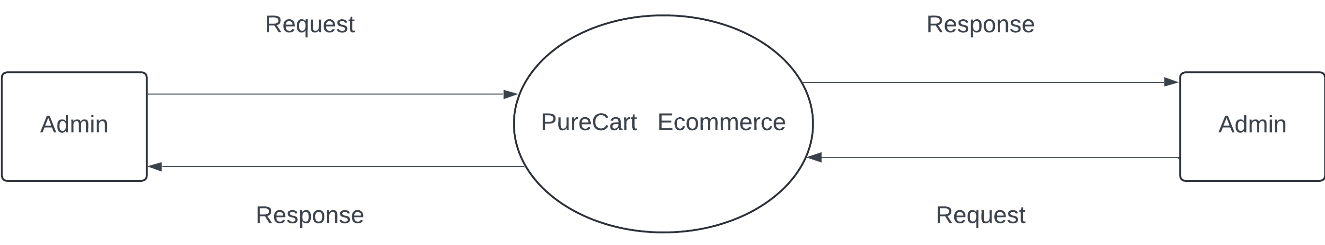 Request
Response
Admin
PureCart Ecommerce
Admin
Response
Request